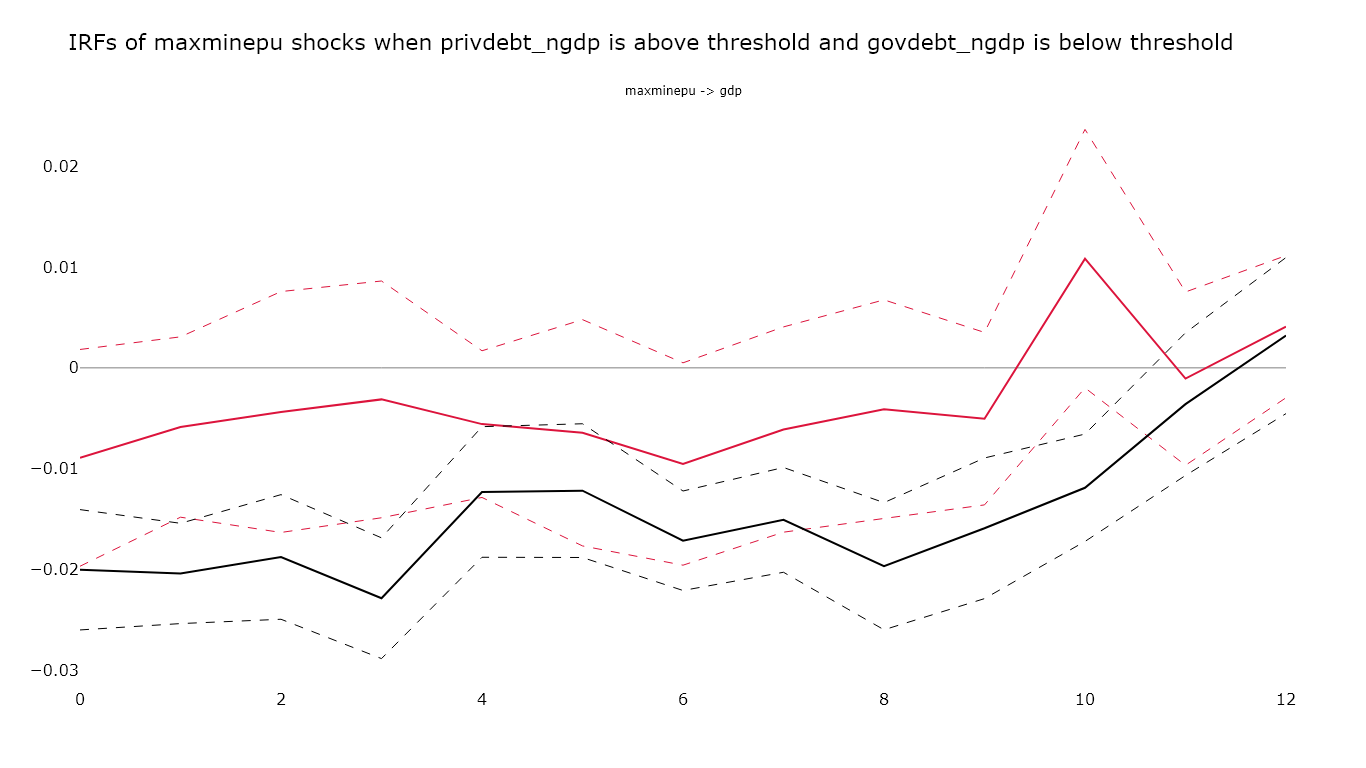 IRFs of maxminepu shocks when privdebt_ngdp is above threshold and govdebt_ngdp is below threshold
maxminepu -> gdp
0.02
0.01
0
−0.01
−0.02
−0.03
0 2 4 6 8 10 12